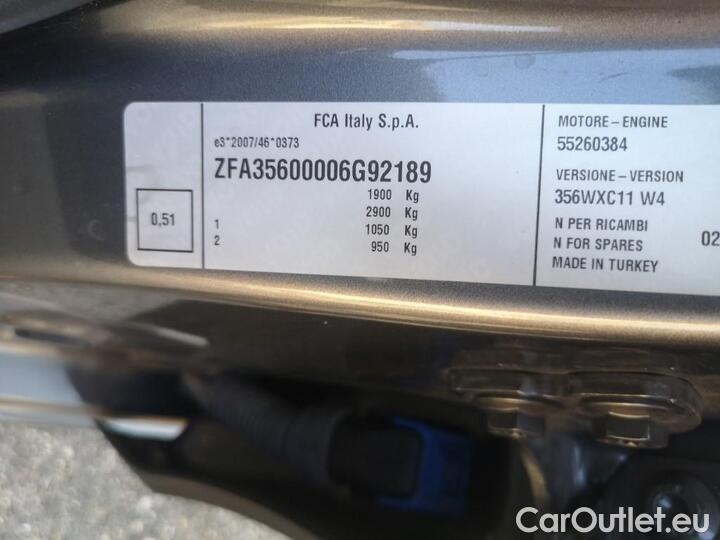 FCA Italy S.p.A.
e3*2007/46*0373
ZFA35600006G92189
1900 Kg
2900 Kg
1 1050 Kg
2 950 Kg
0,51
MOTORE-ENGINE
55260384
VERSIONE-VERSION
356WXC11 W4
N PER RICAMBI
N FOR SPARES 02
MADE IN TURKEY
CarOutlet.eu